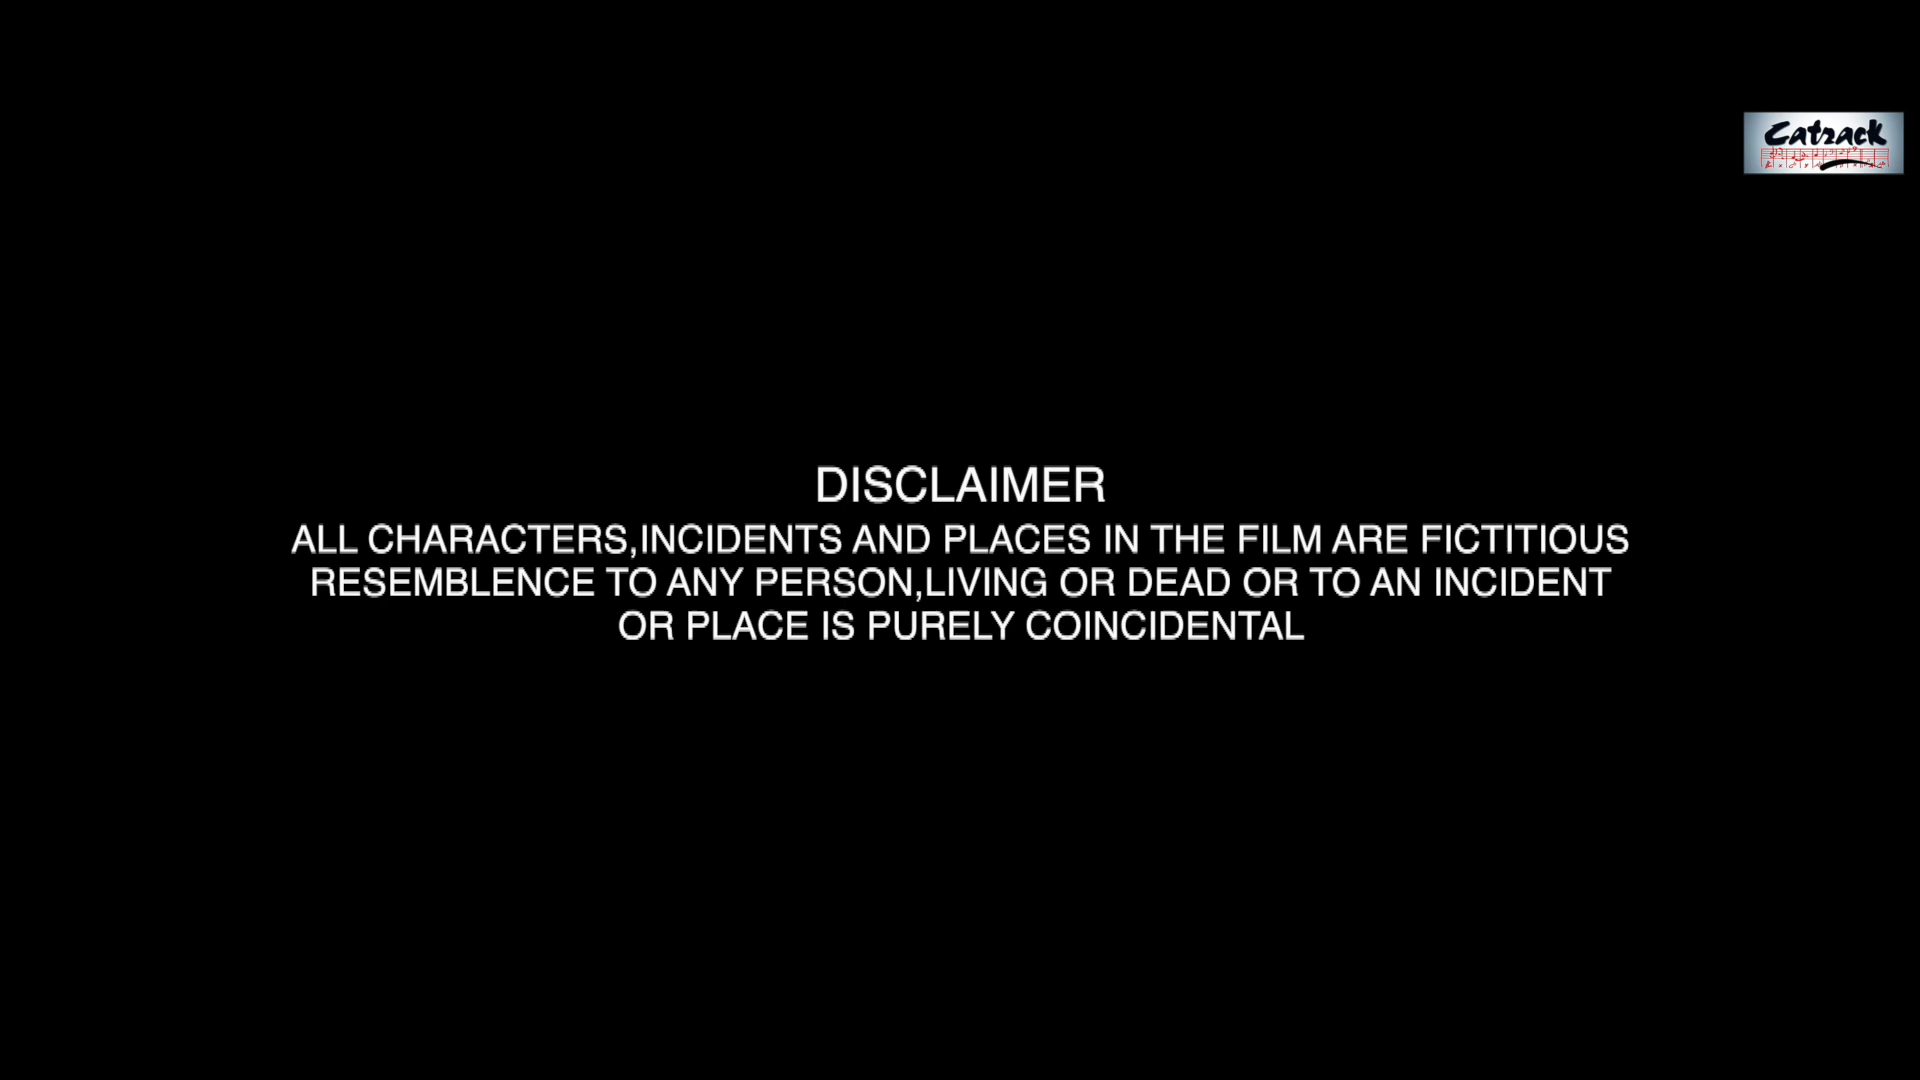 Catrack
DISCLAIMER
ALL CHARACTERS,INCIDENTS AND PLACES IN THE FILM ARE FICTITIOUS
RESEMBLENCE TO ANY PERSON,LIVING OR DEAD OR TO AN INCIDENT
OR PLACE IS PURELY COINCIDENTAL